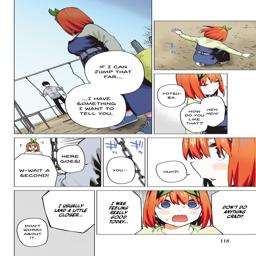 IF I CAN
JUMP THAT
FAR...
...I HAVE
SOMETHING
I WANT TO
TELL YOU.
YOTSU-
BA.
HEH
HEH!
HOW
DO YOU
LIKE
THAT?
HERE
GOES!
W-WAIT A
SECOND!
YOU...
HUH?!
DON'T DO
ANYTHING
CRAZY!
I WAS
FEELING
REALLY
GOOD
TODAY...
I USUALLY
LAND A LITTLE
CLOSER...
DON'T
WORRY
ABOUT
IT.
118